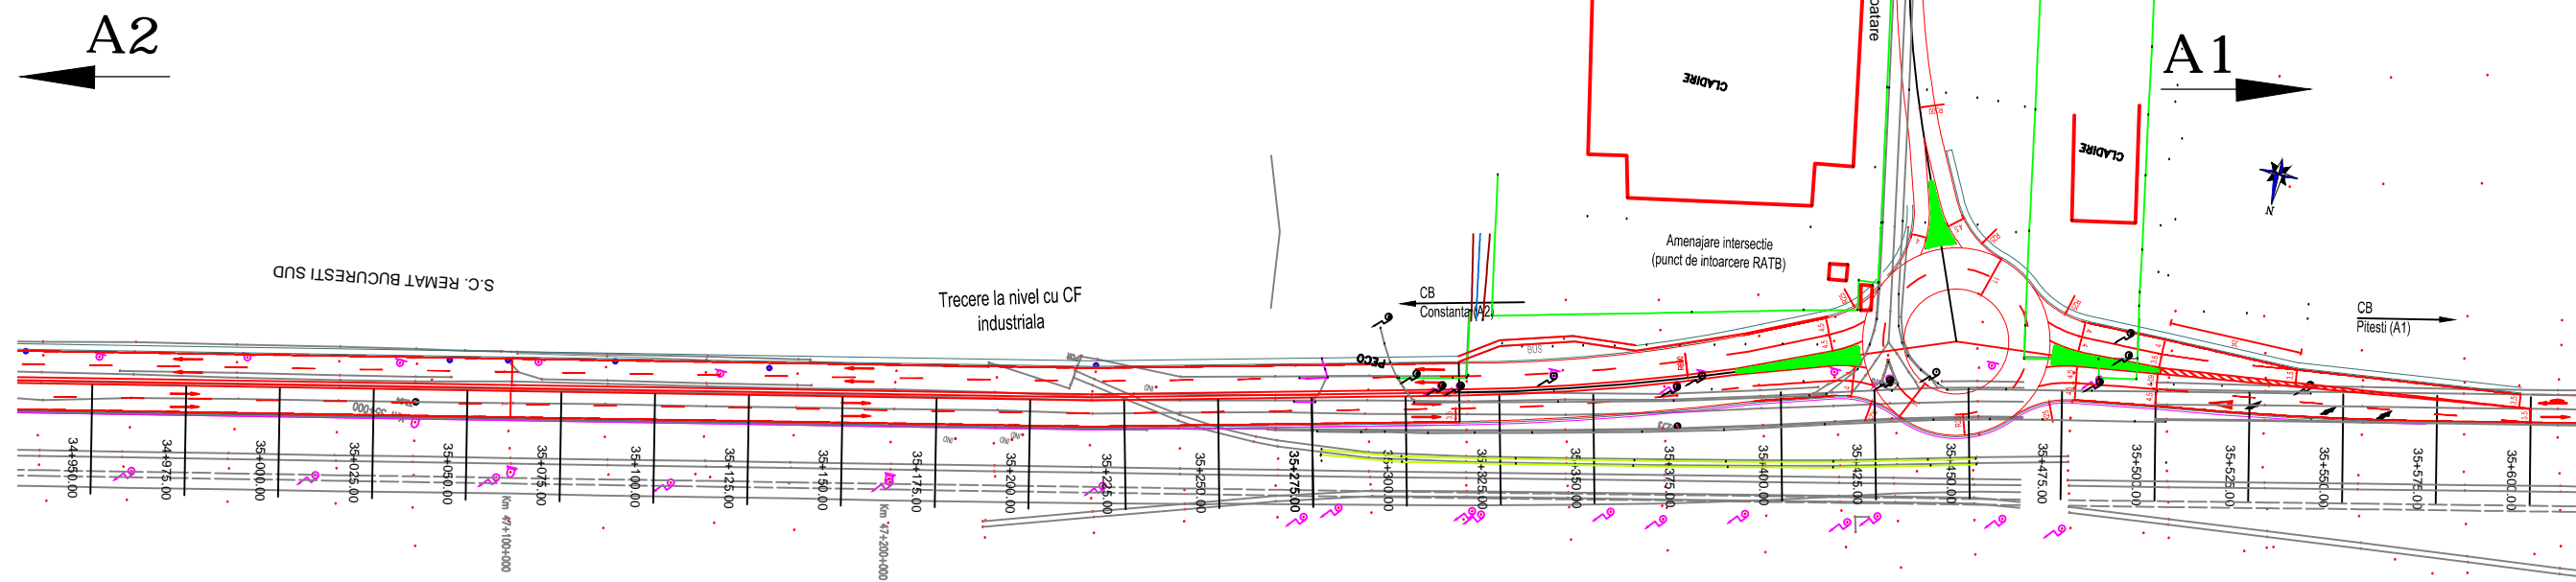 A2
A1
CLADIRE
CLADIRE
N
Amenajare intersectie
(punct de intoarcere RATB)
S.C. REMAT BUCURESTI SUD
Trecere la nivel cu CF
industriala
CB
Constanta (A2)
CB
Pitesti (A1)
BUS
PECO
34+950.00
34+975.00
35+000.00
35+025.00
35+050.00
35+075.00
35+100.00
35+125.00
35+150.00
35+175.00
35+200.00
35+225.00
35+250.00
35+275.00
35+300.00
35+325.00
35+350.00
35+375.00
35+400.00
35+425.00
35+450.00
35+475.00
35+500.00
35+525.00
35+550.00
35+575.00
35+600.00
Km 47+100+000
Km 47+200+000